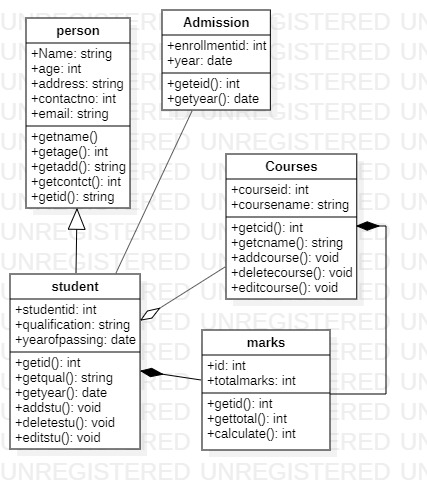 person
+Name: string
+age: int
+address: string
+contactno: int
+email: string
+getname()
+getage(): int
+getadd(): string
+getcontct(): int
+getid(): string
Admission
+enrollmentid: int
+year: date
+geteid(): int
+getyear(): date
Courses
+courseid: int
+coursename: string
+getcid(): int
+getcname(): string
+addcourse(): void
+deletecourse(): void
+editcourse(): void
student
+studentid: int
+qualification: string
+yearofpassing: date
+getid(): int
+getqual(): string
+getyear(): date
+addstu(): void
+deletestu(): void
+editstu(): void
marks
+id: int
+totalmarks: int
+getid(): int
+gettotal(): int
+calculate(): int
UNREGISTERED